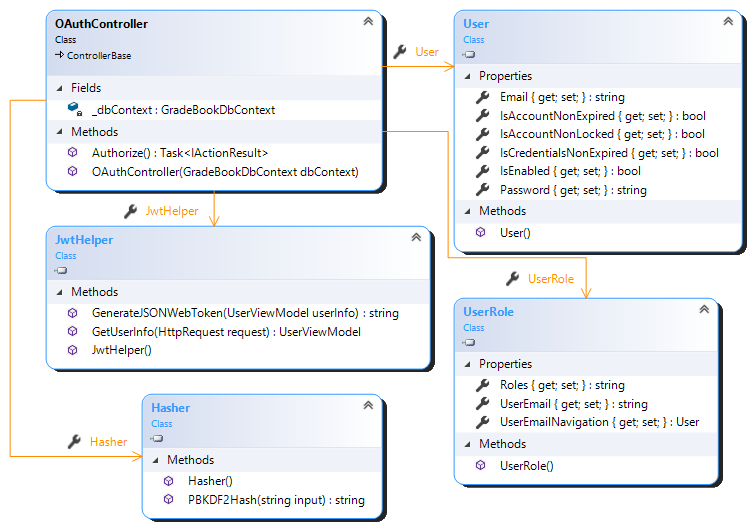 OAuthController
Class
ControllerBase
Fields
_dbContext : GradeBookDbContext
Methods
Authorize() : Task<IActionResult>
OAuthController(GradeBookDbContext dbContext)
User
User
Class
Properties
Email { get; set; } : string
IsAccountNonExpired { get; set; } : bool
IsAccountNonLocked { get; set; } : bool
IsCredentialsNonExpired { get; set; } : bool
IsEnabled { get; set; } : bool
Password { get; set; } : string
Methods
User()
JwtHelper
JwtHelper
Class
Methods
GenerateJSONWebToken(UserViewModel userInfo) : string
GetUserInfo(HttpRequest request) : UserViewModel
JwtHelper()
UserRole
UserRole
Class
Properties
Roles { get; set; } : string
UserEmail { get; set; } : string
UserEmailNavigation { get; set; } : User
Methods
UserRole()
Hasher
Hasher
Class
Methods
Hasher()
PBKDF2Hash(string input) : string